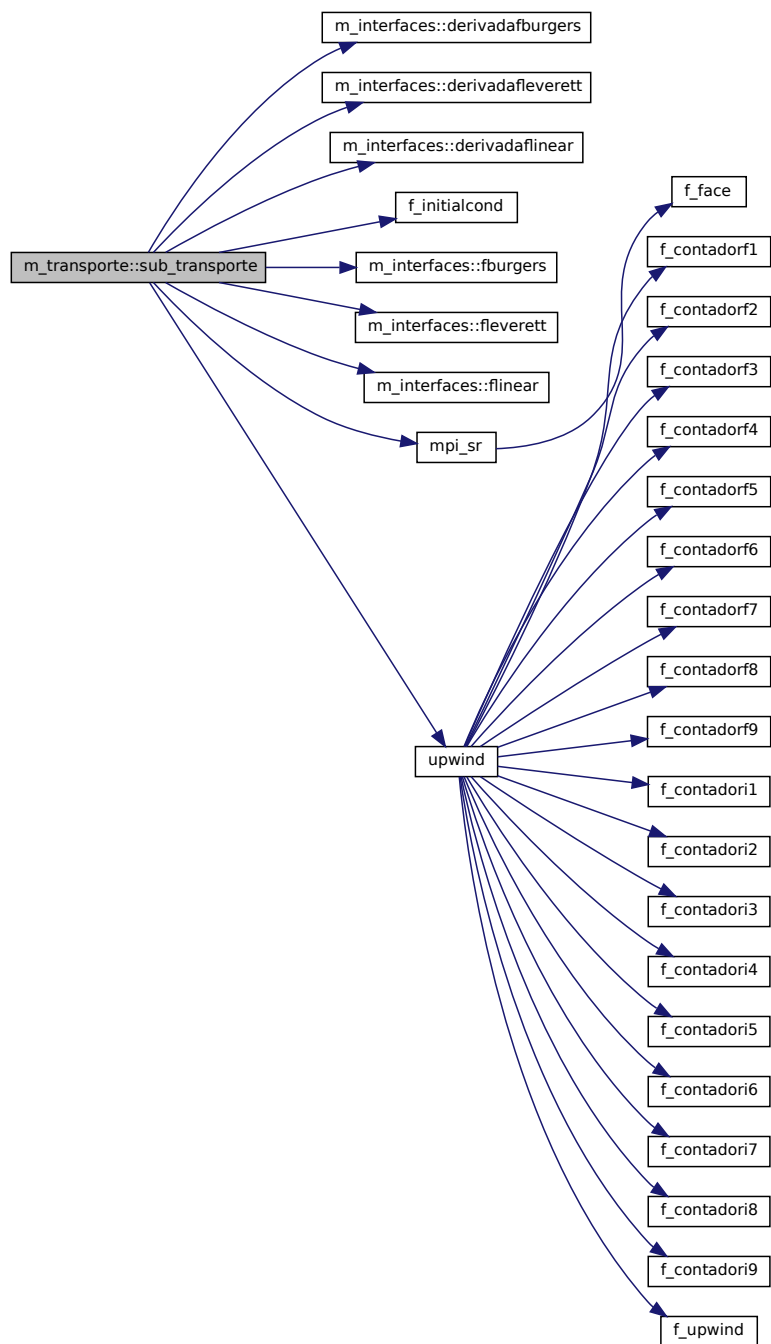 m_interfaces::derivadafburgers
m_interfaces::derivadafleverett
m_interfaces::derivadaflinear
f_initialcond
m_transporte::sub_transporte
m_interfaces::fburgers
m_interfaces::fleverett
m_interfaces::flinear
mpi_sr
upwind
f_face
f_contadorf1
f_contadorf2
f_contadorf3
f_contadorf4
f_contadorf5
f_contadorf6
f_contadorf7
f_contadorf8
f_contadorf9
f_contadori1
f_contadori2
f_contadori3
f_contadori4
f_contadori5
f_contadori6
f_contadori7
f_contadori8
f_contadori9
f_upwind